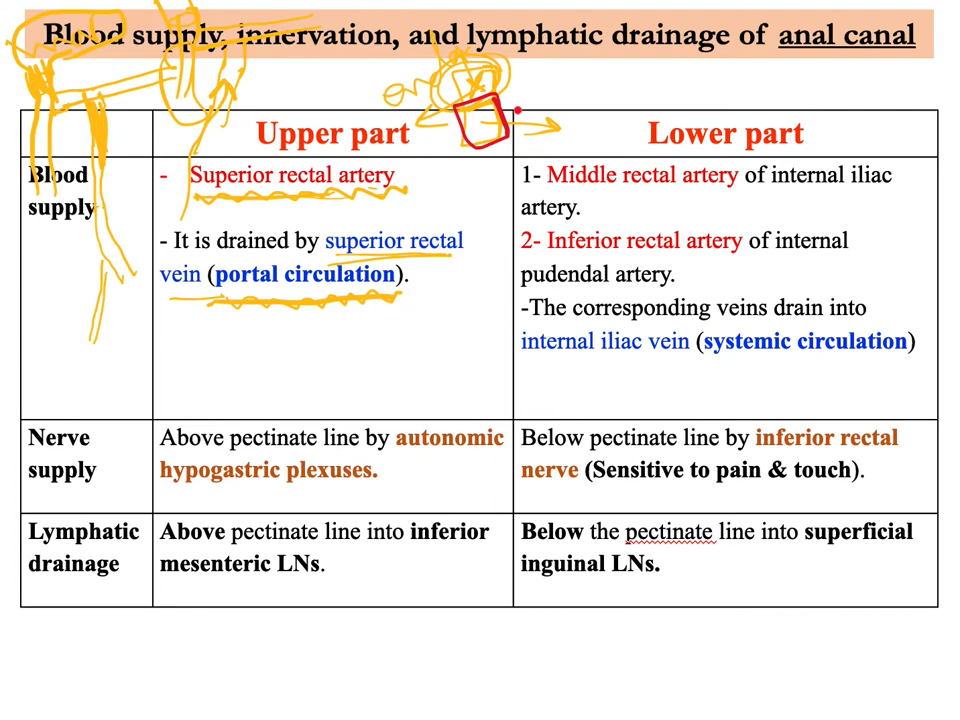 Blood supply, innervation, and lymphatic drainage of anal canal
Upper part
Lower part
Blood supply
- Superior rectal artery
- It is drained by superior rectal
vein (portal circulation).
1- Middle rectal artery of internal iliac
artery.
2- Inferior rectal artery of internal
pudendal artery.
-The corresponding veins drain into
internal iliac vein (systemic circulation)
Nerve
supply
Above pectinate line by autonomic
hypogastric plexuses.
Below pectinate line by inferior rectal
nerve (Sensitive to pain & touch).
Lymphatic
drainage
Above pectinate line into inferior
mesenteric LNs.
Below the pectinate line into superficial
inguinal LNs.